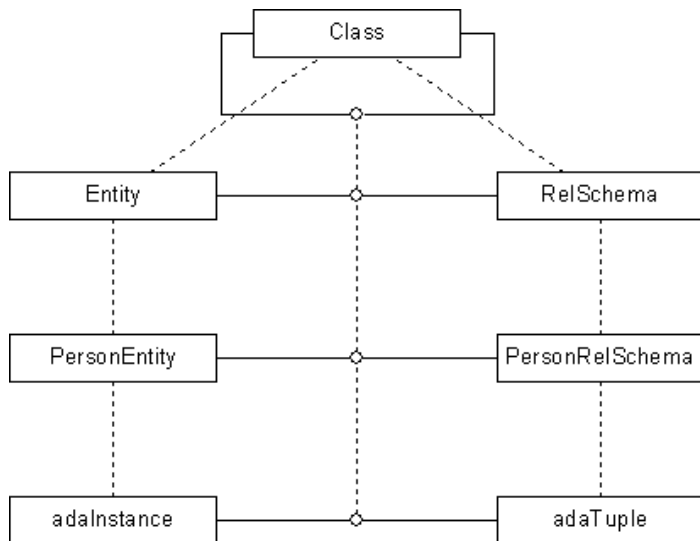 Class
Entity
RelSchema
PersonEntity
PersonRelSchema
adaInstance
adaTuple